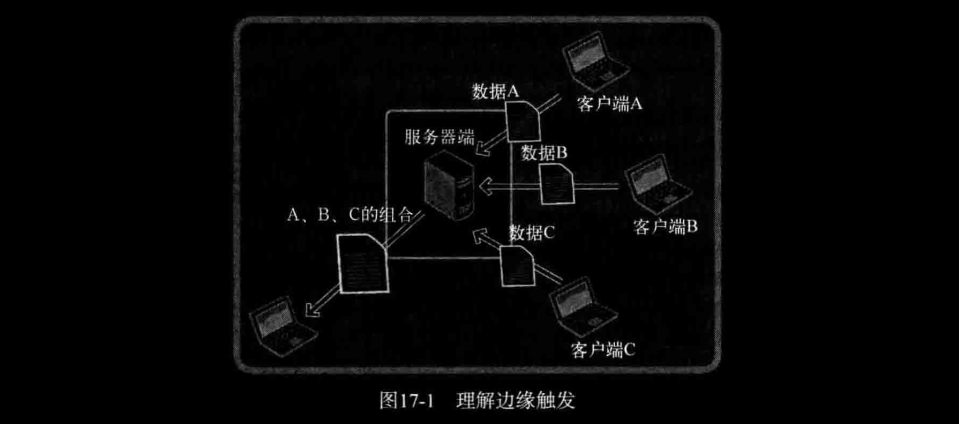 数据A
客户端A
服务器端
数据B
A、B、C的组合
客户端B
数据C
客户端C
图17-1 理解边缘触发